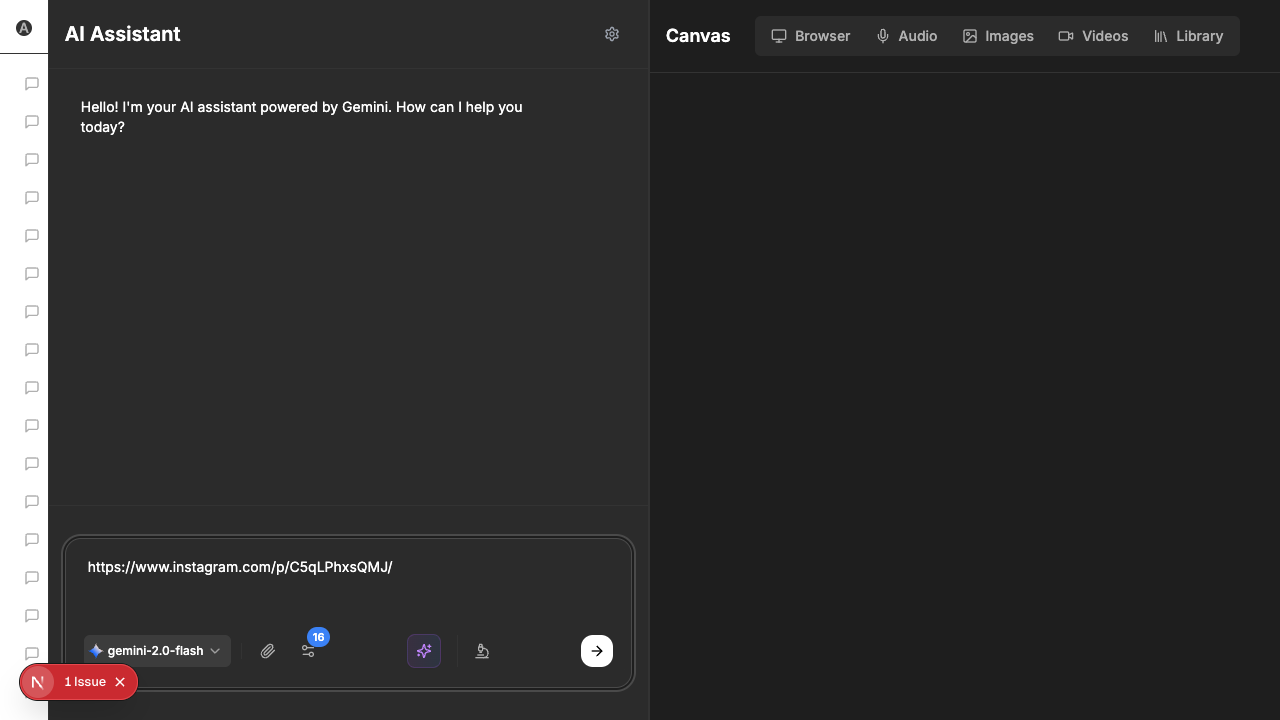 A
AI Assistant
Canvas
Browser
Audio
Images
Videos
Library
Hello! I'm your AI assistant powered by Gemini. How can I help you
today?
https://www.instagram.com/p/C5qLPhxsQMJ/
16
gemini-2.0-flash
N
1 Issue